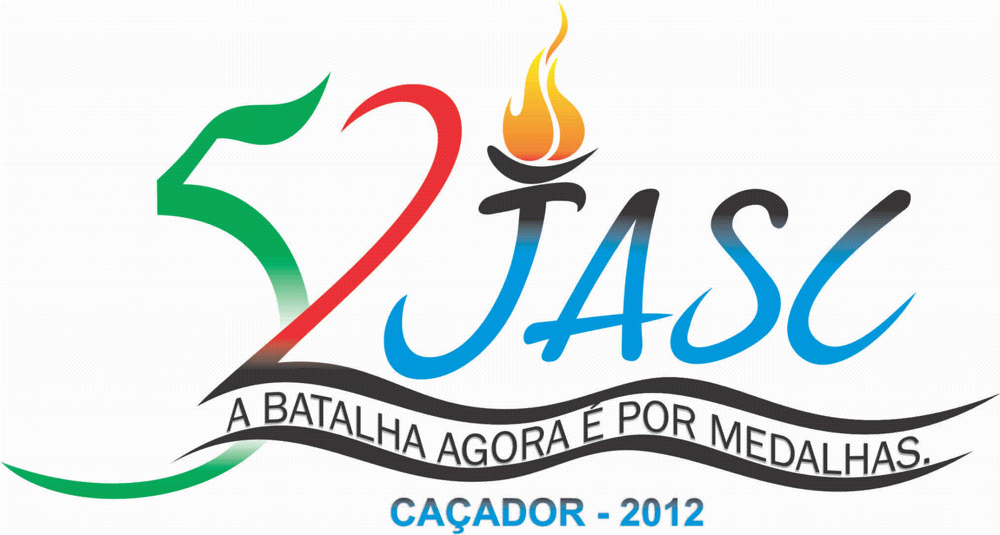 52 JASC
A BATALHA AGORA É POR MEDALHAS.
CAÇADOR - 2012